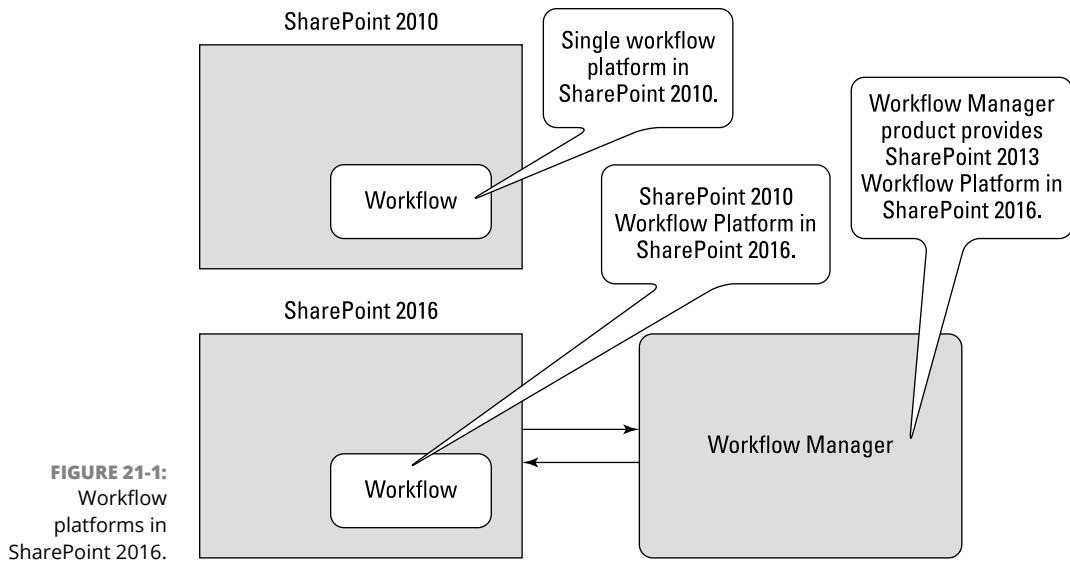 SharePoint 2010
Single workflow
platform in
SharePoint 2010.
Workflow
Workflow Manager
product provides
SharePoint 2013
Workflow Platform in
SharePoint 2016.
SharePoint 2010
Workflow Platform in
SharePoint 2016.
SharePoint 2016
Workflow
Workflow Manager
FIGURE 21-1:
Workflow
platforms in
SharePoint 2016.